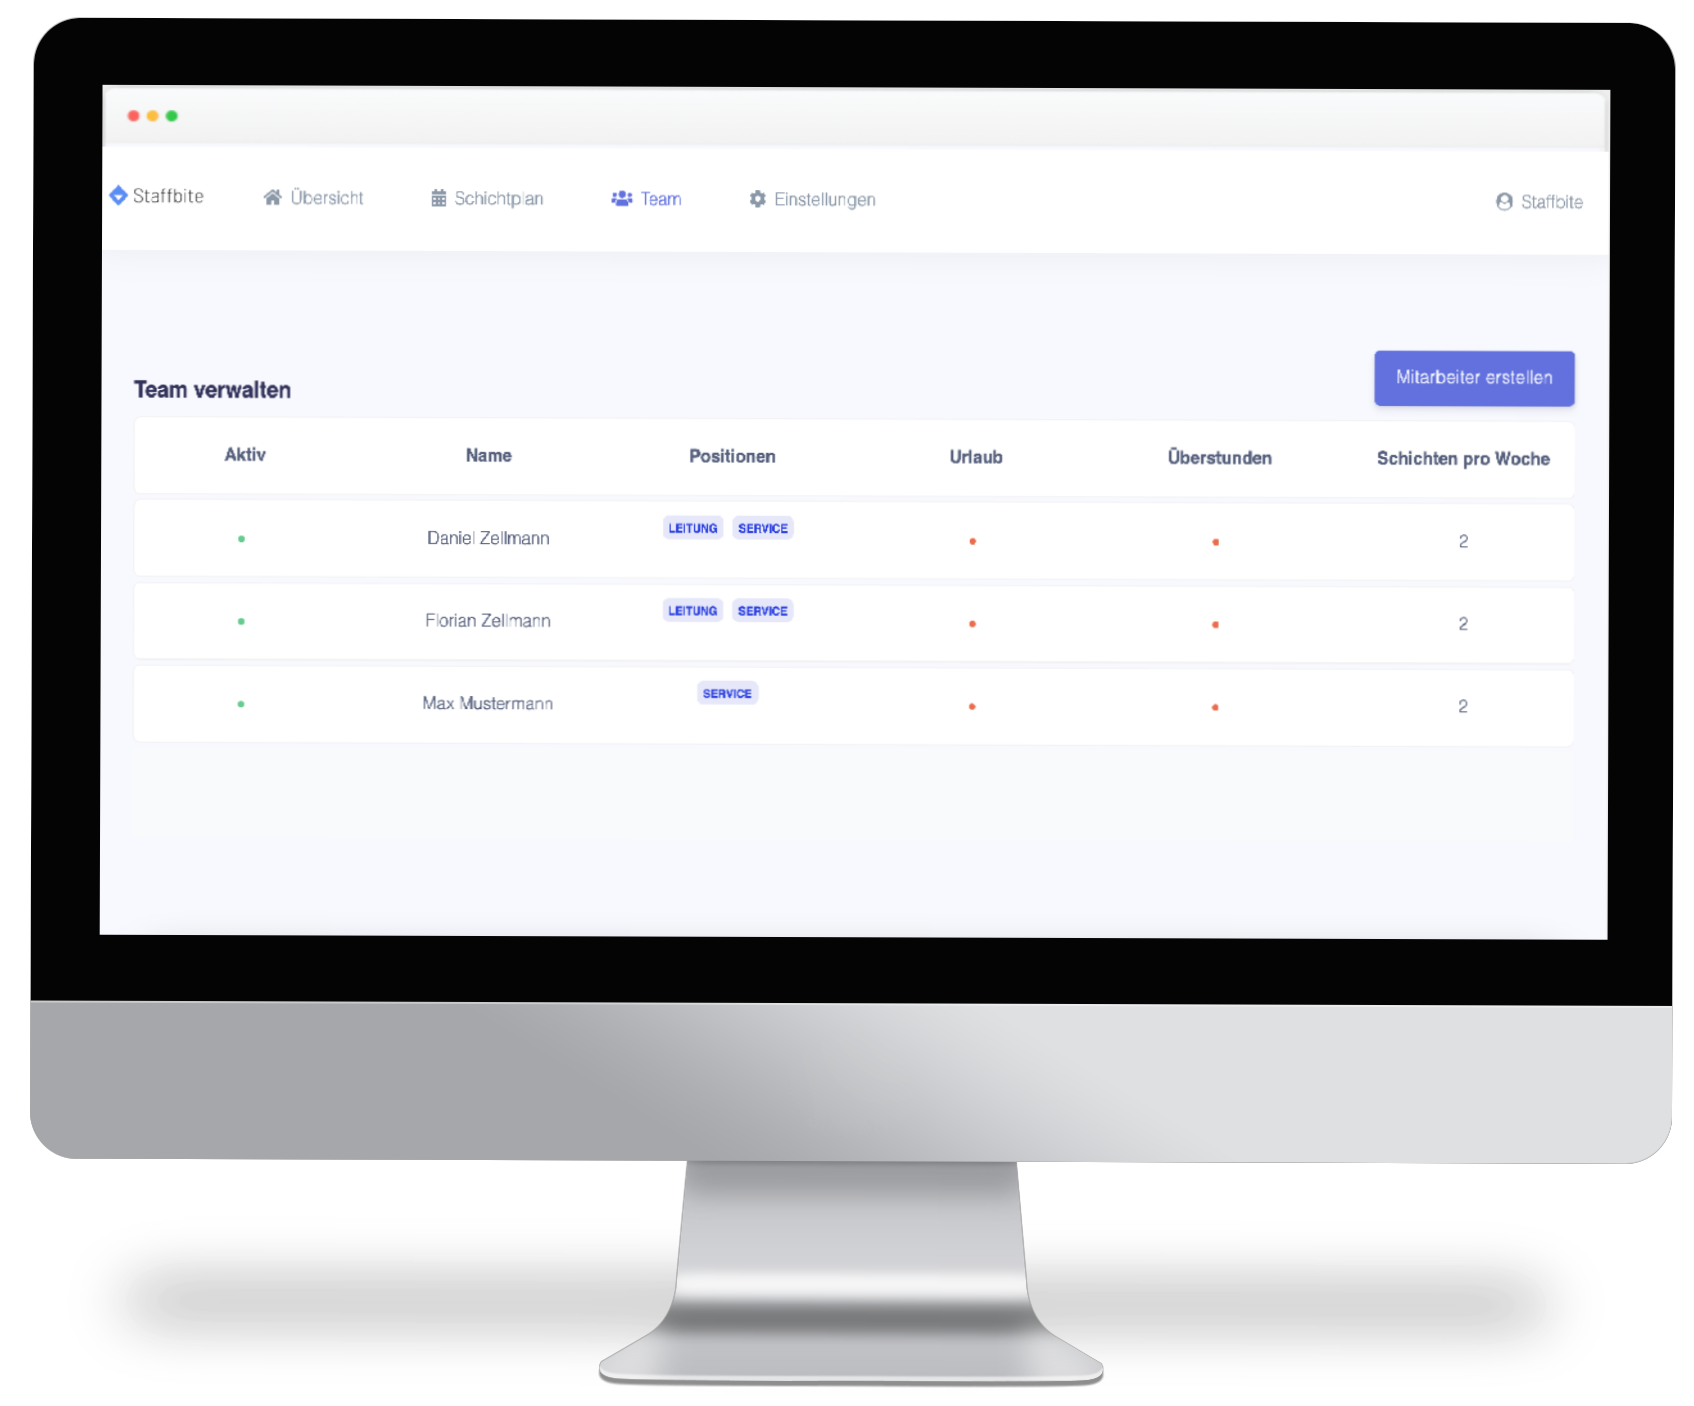 Staffbite Übersicht Schichtplan Team Einstellungen Staffbite
Mitarbeiter erstellen
Team verwalten
Aktiv Name Positionen Urlaub Überstunden Schichten pro Woche
Daniel Zellmann LEITUNG SERVICE 2
Florian Zellmann LEITUNG SERVICE 2
Max Mustermann SERVICE 2